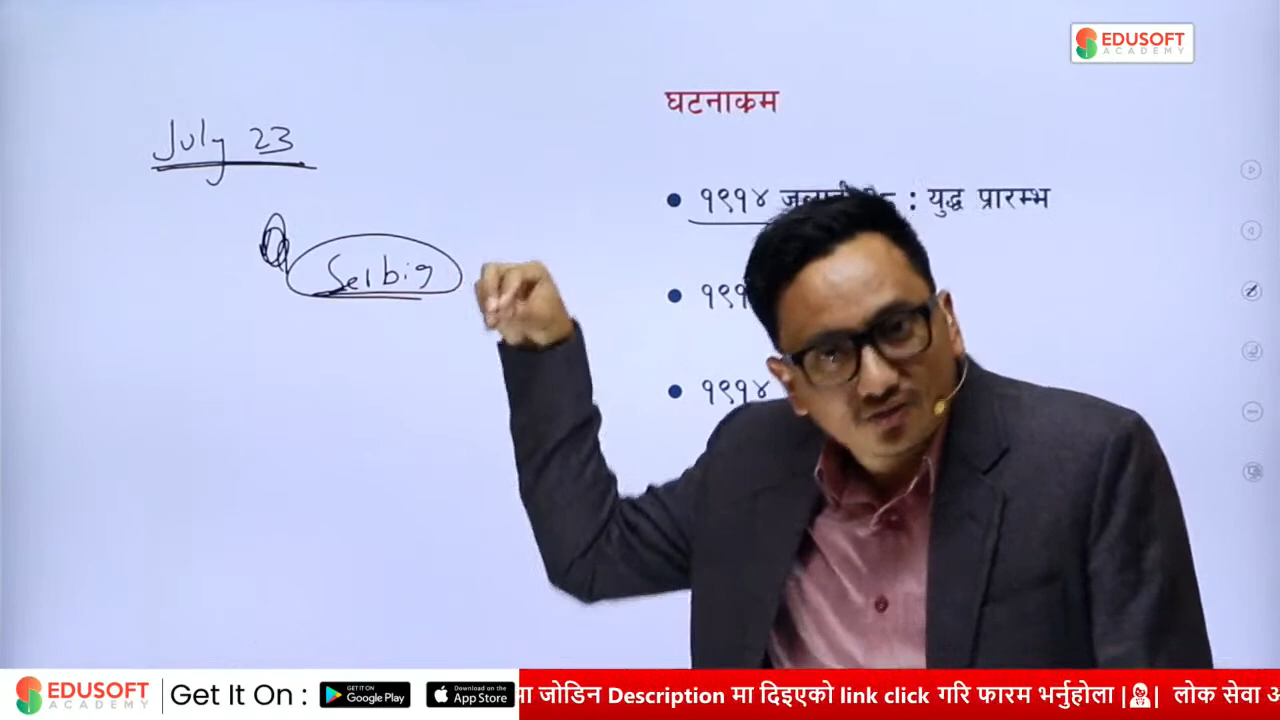 EDUSOFT
ACADEMY
घटनाक्रम
July 23
१९१४ : युद्ध प्रारम्भ
Serbia
१९१४
EDUSOFT
ACADEMY
Get It On :
GET IT ON
Google Play
Download on the
App Store
जोडिन Description मा दिइएको link click गरि फारम भर्नुहोला | | लोक सेवा